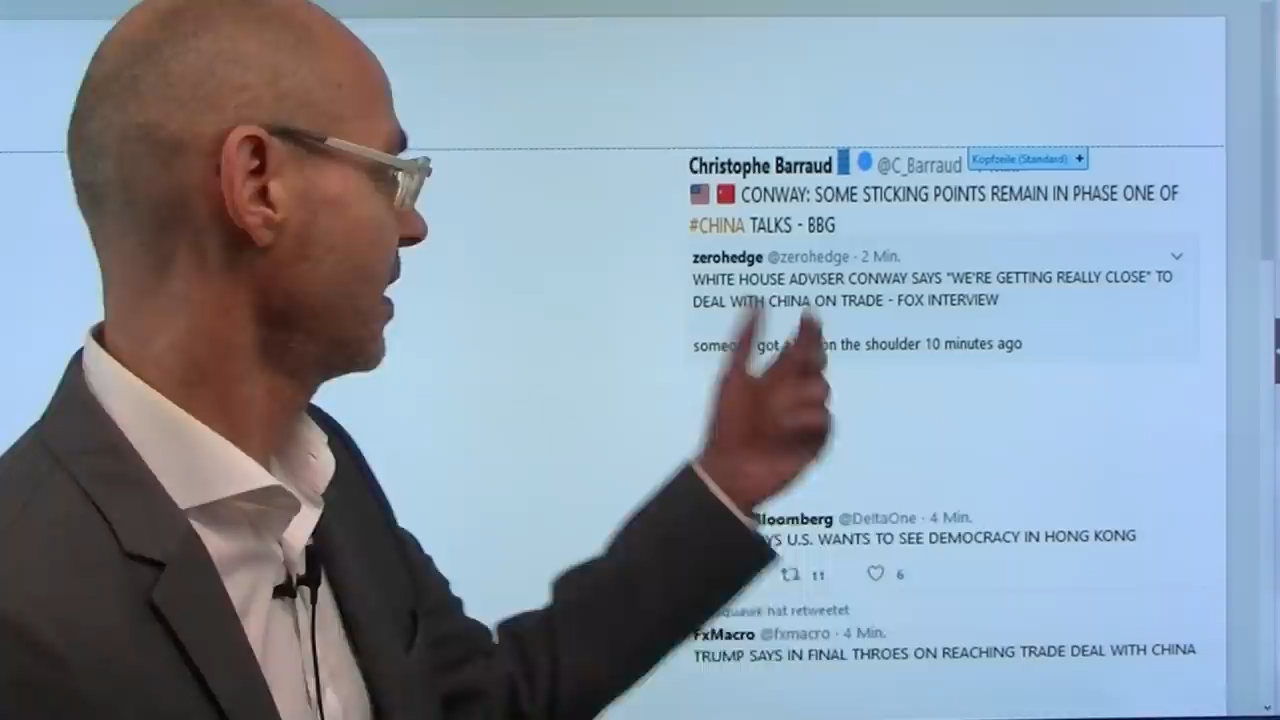 Christophe Barraud @C_Barraud Kopfzeile (Standard) +
CONWAY: SOME STICKING POINTS REMAIN IN PHASE ONE OF
#CHINA TALKS - BBG
zerohedge @zerohedge · 2 Min.
WHITE HOUSE ADVISER CONWAY SAYS "WE'RE GETTING REALLY CLOSE" TO
DEAL WITH CHINA ON TRADE - FOX INTERVIEW
got on the shoulder 10 minutes ago
Bloomberg @DeltaOne · 4 Min.
U.S. WANTS TO SEE DEMOCRACY IN HONG KONG
11 6
hat retweetet
FxMacro @fxmacro · 4 Min.
TRUMP SAYS IN FINAL THROES ON REACHING TRADE DEAL WITH CHINA